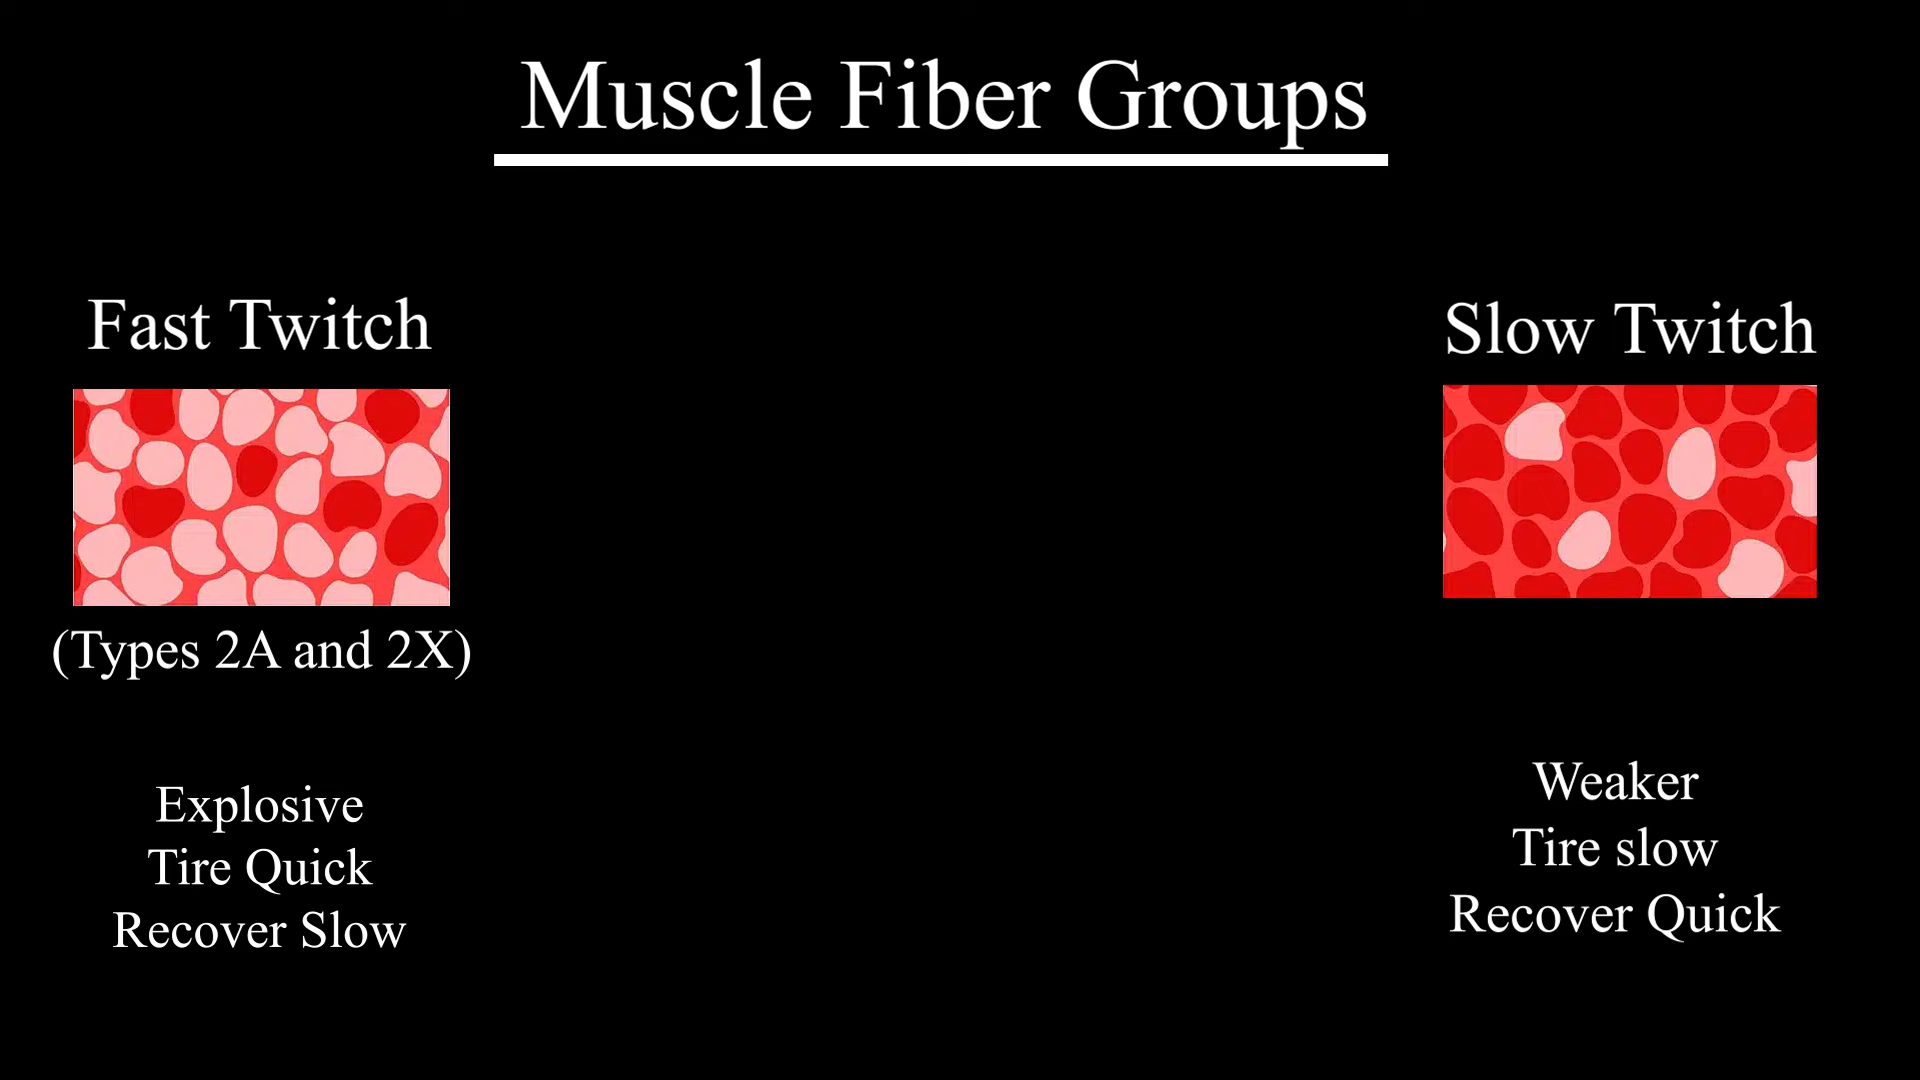 Muscle Fiber Groups
Fast Twitch
(Types 2A and 2X)
Explosive
Tire Quick
Recover Slow
Slow Twitch
Weaker
Tire slow
Recover Quick